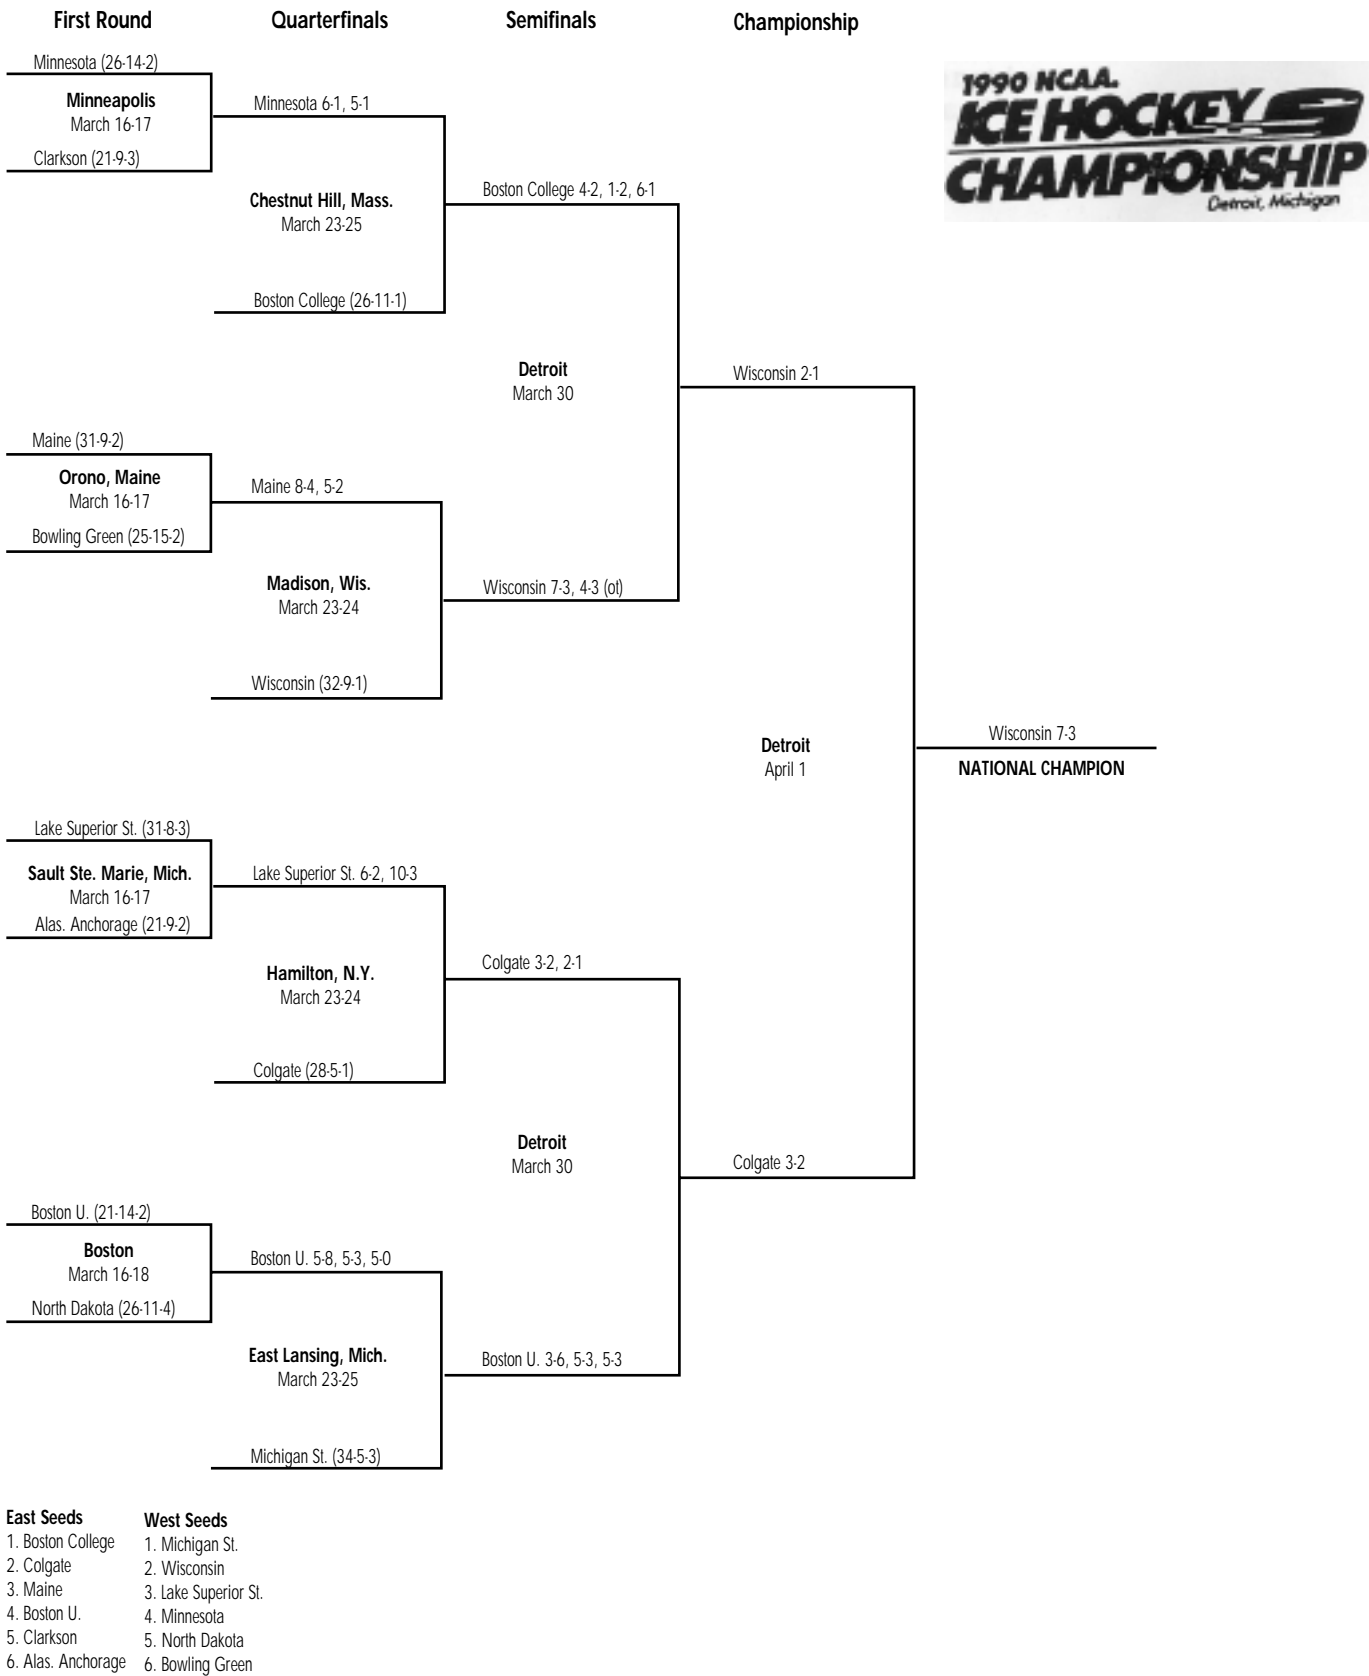 First Round
Quarterfinals
Semifinals
Championship
1990 NCAA.
ICE HOCKEY
CHAMPIONSHIP
Detroit, Michigan
Minnesota (26-14-2)
Minneapolis
March 16-17
Clarkson (21-9-3)
Minnesota 6-1, 5-1
Chestnut Hill, Mass.
March 23-25
Boston College (26-11-1)
Boston College 4-2, 1-2, 6-1
Detroit
March 30
Wisconsin 2-1
Maine (31-9-2)
Orono, Maine
March 16-17
Bowling Green (25-15-2)
Maine 8-4, 5-2
Madison, Wis.
March 23-24
Wisconsin (32-9-1)
Wisconsin 7-3, 4-3 (ot)
Detroit
April 1
Wisconsin 7-3
NATIONAL CHAMPION
Lake Superior St. (31-8-3)
Sault Ste. Marie, Mich.
March 16-17
Alas. Anchorage (21-9-2)
Lake Superior St. 6-2, 10-3
Hamilton, N.Y.
March 23-24
Colgate (28-5-1)
Colgate 3-2, 2-1
Detroit
March 30
Colgate 3-2
Boston U. (21-14-2)
Boston
March 16-18
North Dakota (26-11-4)
Boston U. 5-8, 5-3, 5-0
East Lansing, Mich.
March 23-25
Michigan St. (34-5-3)
Boston U. 3-6, 5-3, 5-3
East Seeds
1. Boston College
2. Colgate
3. Maine
4. Boston U.
5. Clarkson
6. Alas. Anchorage
West Seeds
1. Michigan St.
2. Wisconsin
3. Lake Superior St.
4. Minnesota
5. North Dakota
6. Bowling Green